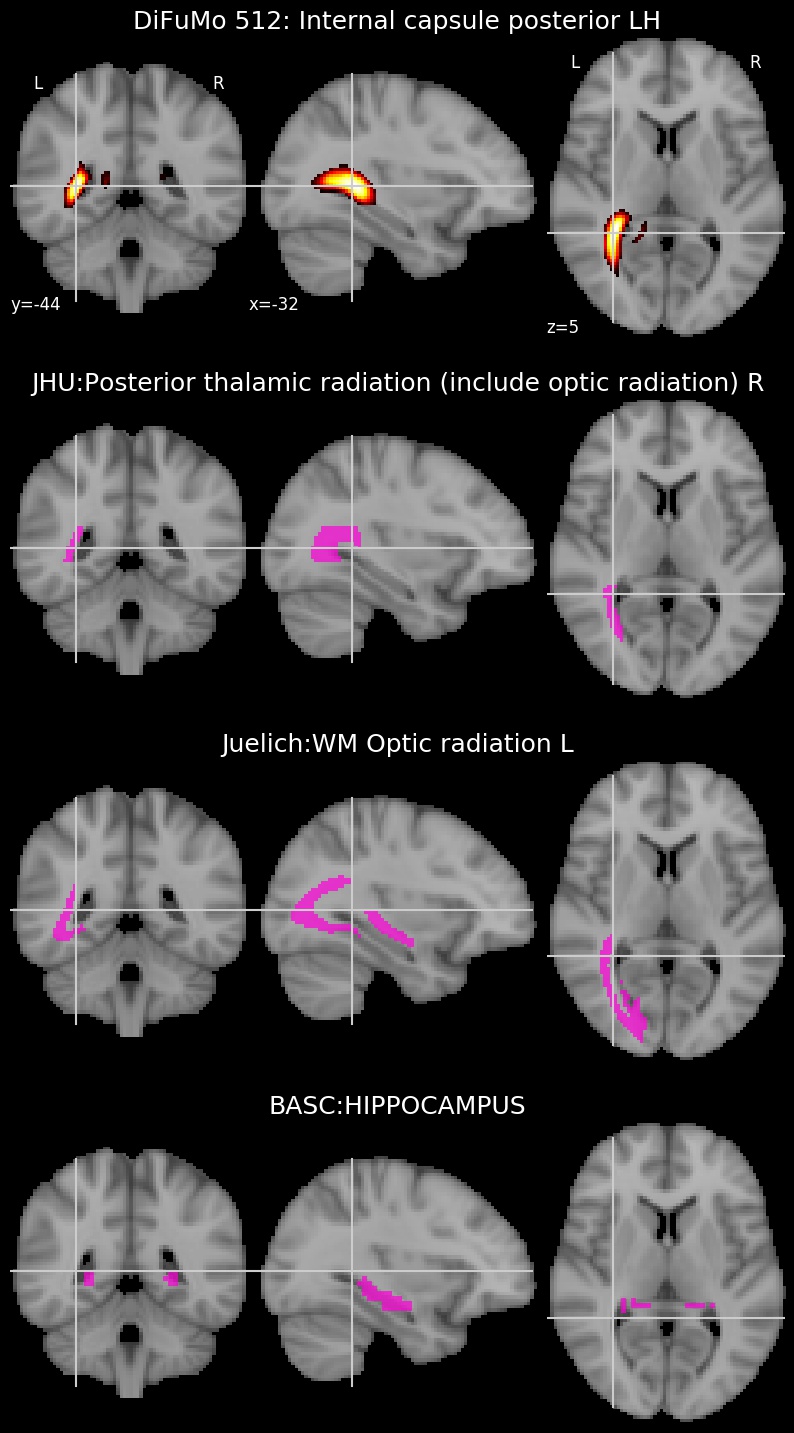 DiFuMo 512: Internal capsule posterior LH
L R
L R
y=-44
x=-32
z=5
JHU:Posterior thalamic radiation (include optic radiation) R
Juelich:WM Optic radiation L
BASC:HIPPOCAMPUS